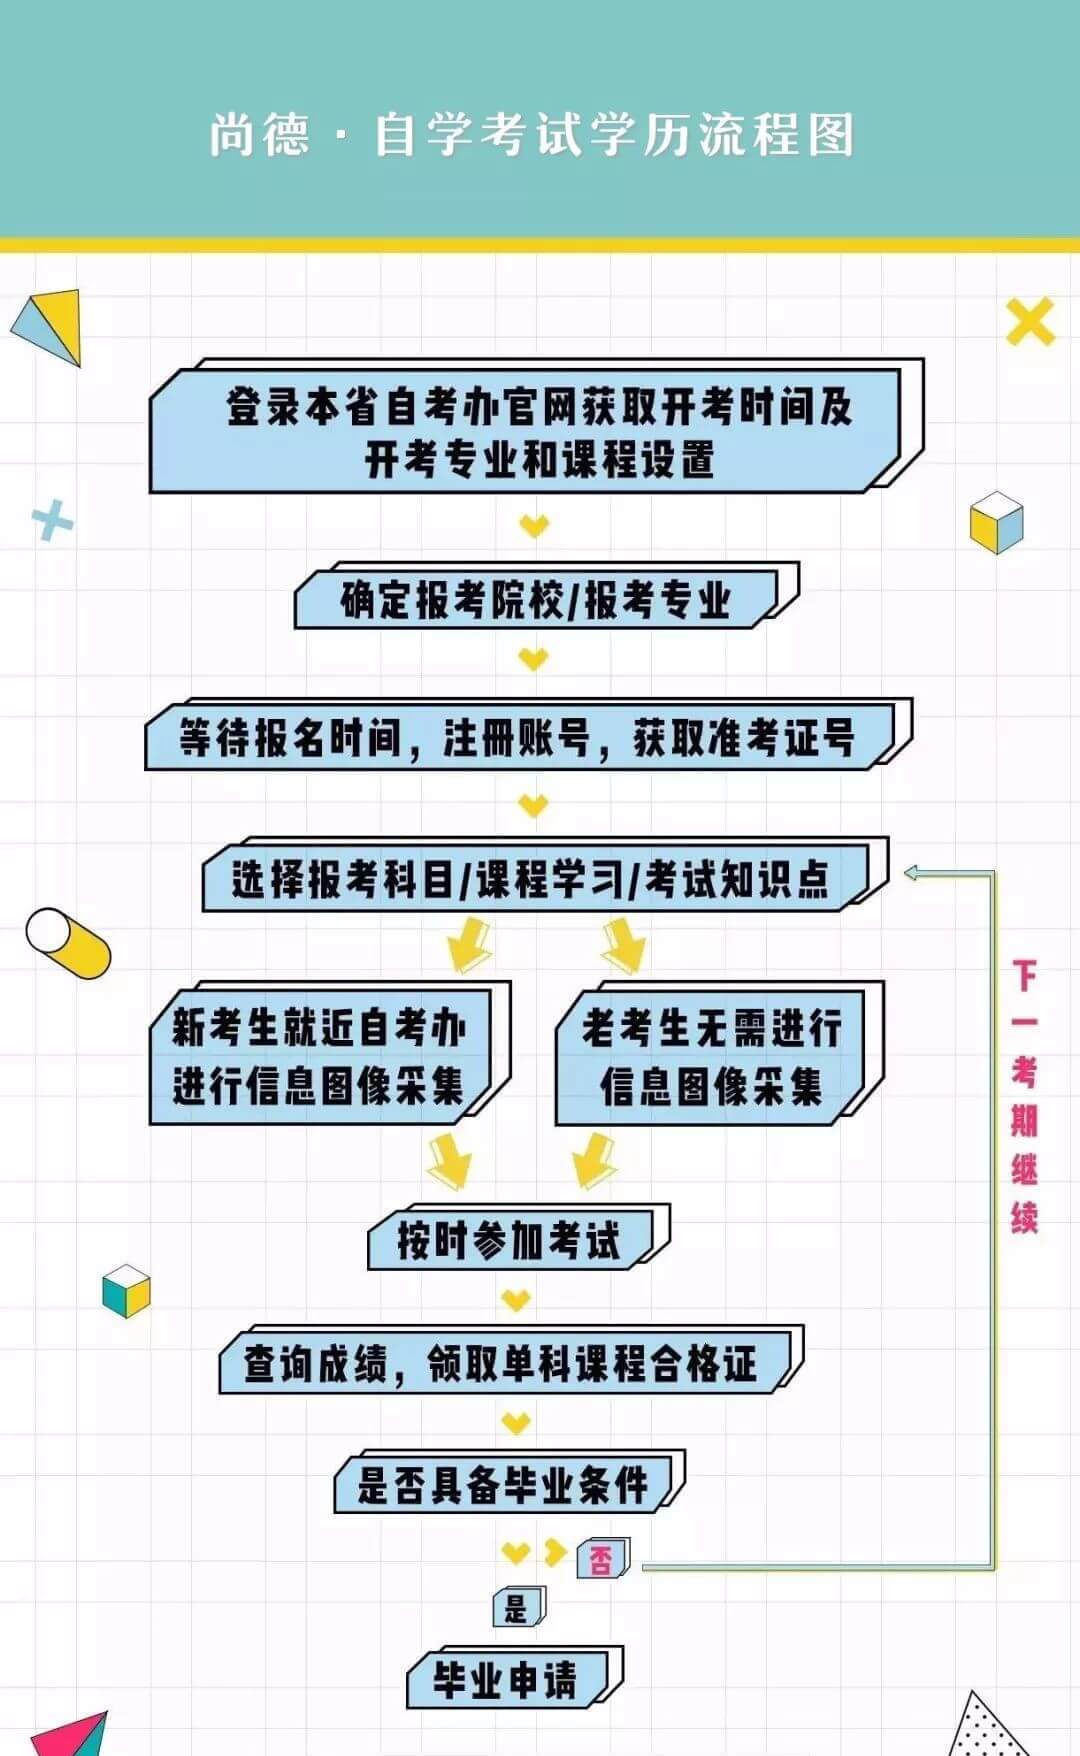 尚德·自学考试学历流程图
登录本省自考办官网获取开考时间及
开考专业和课程设置
确定报考院校/报考专业
等待报名时间，注册账号，获取准考证号
选择报考科目/课程学习/考试知识点
新考生就近自考办
进行信息图像采集
老考生无需进行
信息图像采集
下一考期继续
按时参加考试
查询成绩，领取单科课程合格证
是否具备毕业条件
否
是
毕业申请